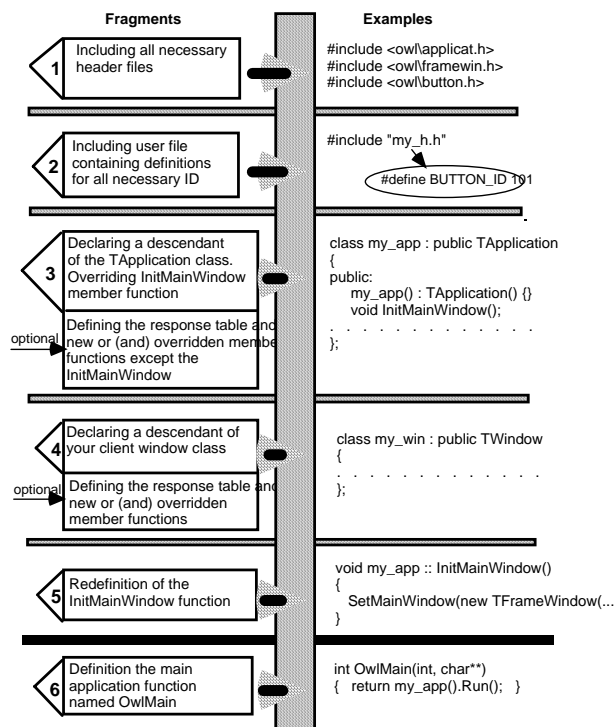 Fragments
Examples
1
Including all necessary
header files
#include <owl\applicat.h>
#include <owl\framewin.h>
#include <owl\button.h>
2
Including user file
containing definitions
for all necessary ID
#include "my_h.h"
#define BUTTON_ID 101
3
Declaring a descendant
of the TApplication class.
Overriding InitMainWindow
member function
optional
Defining the response table and
new or (and) overridden membe
functions except the
InitMainWindow
class my_app : public TApplication
{
public:
my_app() : TApplication() {}
void InitMainWindow();
. . . . . . . . . . . . .
};
4
Declaring a descendant of
your client window class
optional
Defining the response table and
new or (and) overridden
member functions
class my_win : public TWindow
{
. . . . . . . . . . . . .
};
5
Redefinition of the
InitMainWindow function
void my_app :: InitMainWindow()
{
SetMainWindow(new TFrameWindow(...
}
6
Definition the main
application function
named OwlMain
int OwlMain(int, char**)
{ return my_app().Run(); }